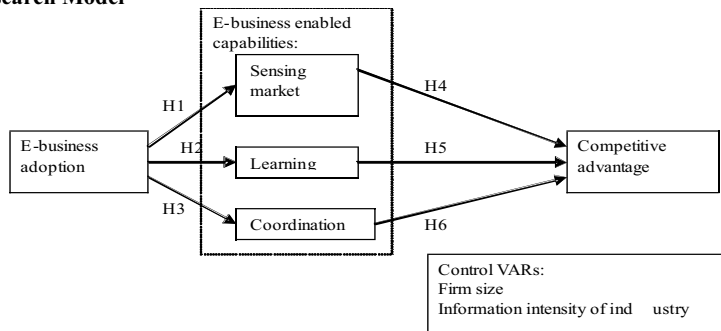 search Model
E-business enabled
capabilities:
Sensing
market
H1
H4
E-business
adoption
H2
Learning
H5
Competitive
advantage
H3
Coordination
H6
Control VARs:
Firm size
Information intensity of ind ustry